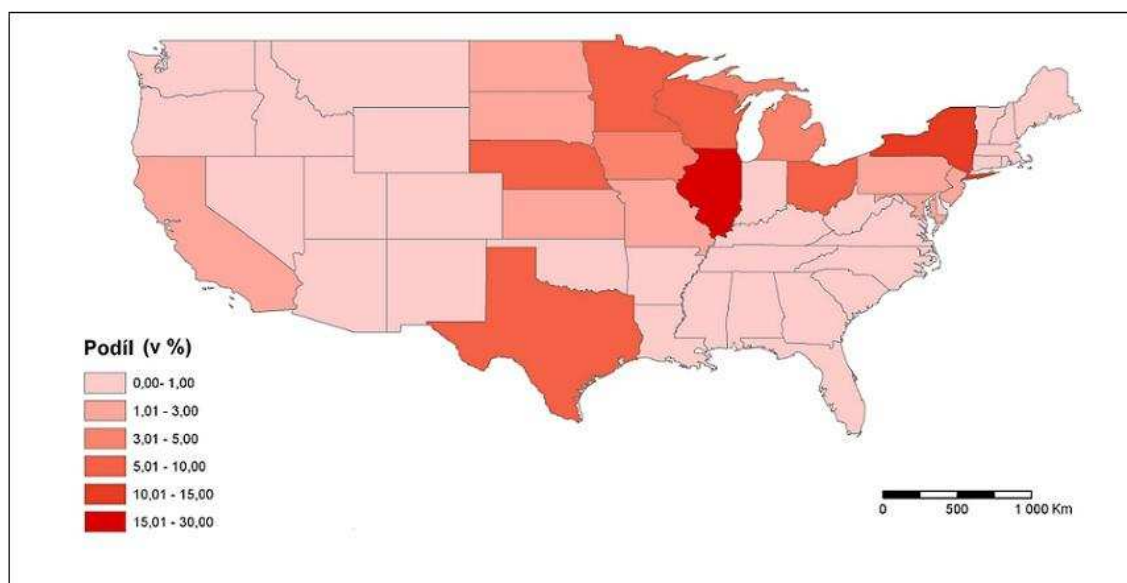 Podíl (v %)
0,00- 1,00
1,01 - 3,00
3,01 - 5,00
5,01 - 10,00
10,01 - 15,00
15,01 - 30,00
0 500 1 000 Km